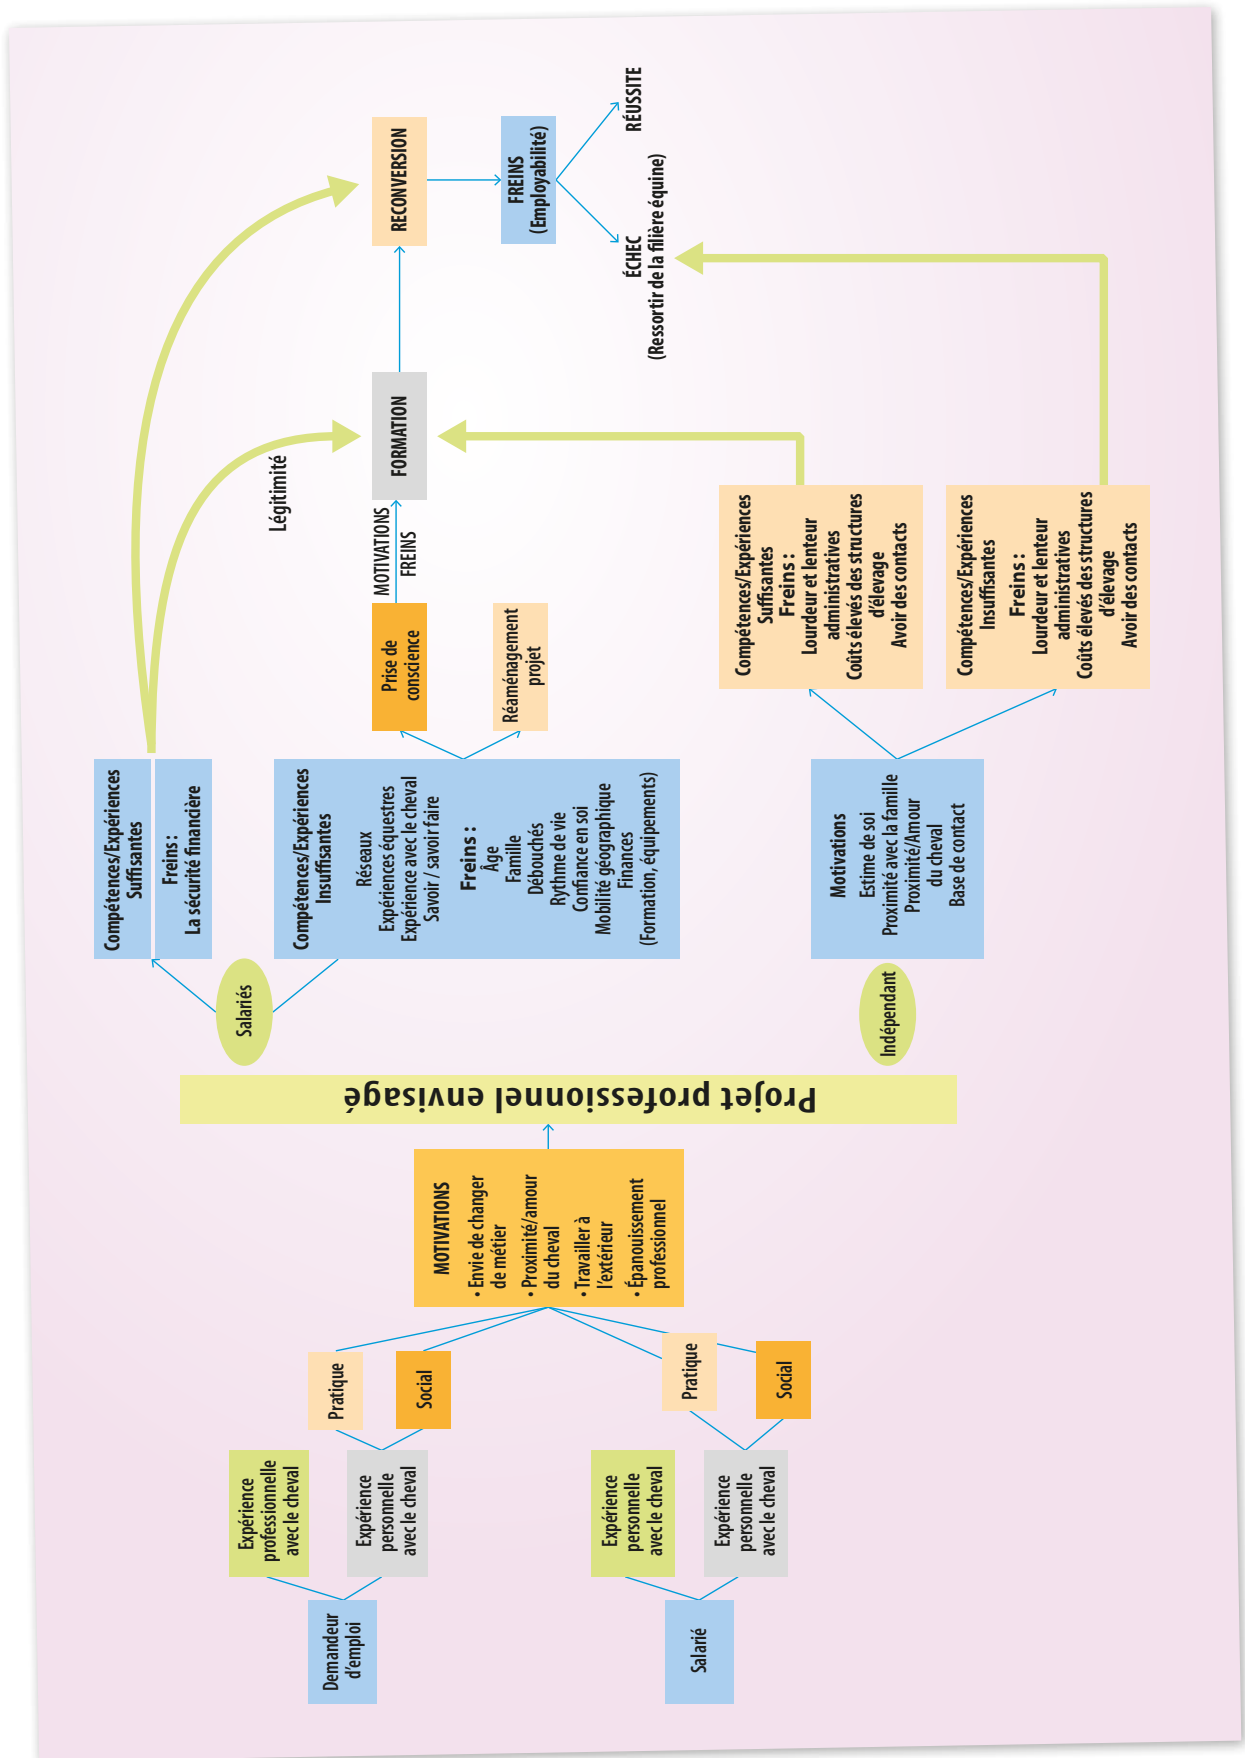 Demandeur
d'emploi
Salarié
Expérience
professionnelle
avec le cheval
Expérience
personnelle
avec le cheval
Expérience
personnelle
avec le cheval
Expérience
personnelle
avec le cheval
Pratique
Social
Pratique
Social
MOTIVATIONS
• Envie de changer
de métier
• Proximité/amour
du cheval
• Travailler à
l'extérieur
• Épanouissement
professionnel
Projet professionnel envisagé
Salariés
Indépendant
Compétences/Expériences
Suffisantes
Freins :
La sécurité financière
Compétences/Expériences
Insuffisantes
Réseaux
Expériences équestres
Expérience avec le cheval
Savoir / savoir faire
Freins :
Âge
Famille
Débouchés
Rythme de vie
Confiance en soi
Mobilité géographique
Finances
(Formation, équipements)
Motivations
Estime de soi
Proximité avec la famille
Proximité/Amour
du cheval
Base de contact
Prise de
conscience
Réaménagement
projet
Compétences/Expériences
Suffisantes
Freins :
Lourdeur et lenteur
administratives
Coûts élevés des structures
d'élevage
Avoir des contacts
Compétences/Expériences
Insuffisantes
Freins :
Lourdeur et lenteur
administratives
Coûts élevés des structures
d'élevage
Avoir des contacts
Légitimité
MOTIVATIONS
FREINS
FORMATION
RECONVERSION
FREINS
(Employabilité)
ÉCHEC
(Ressortir de la filière équine)
RÉUSSITE